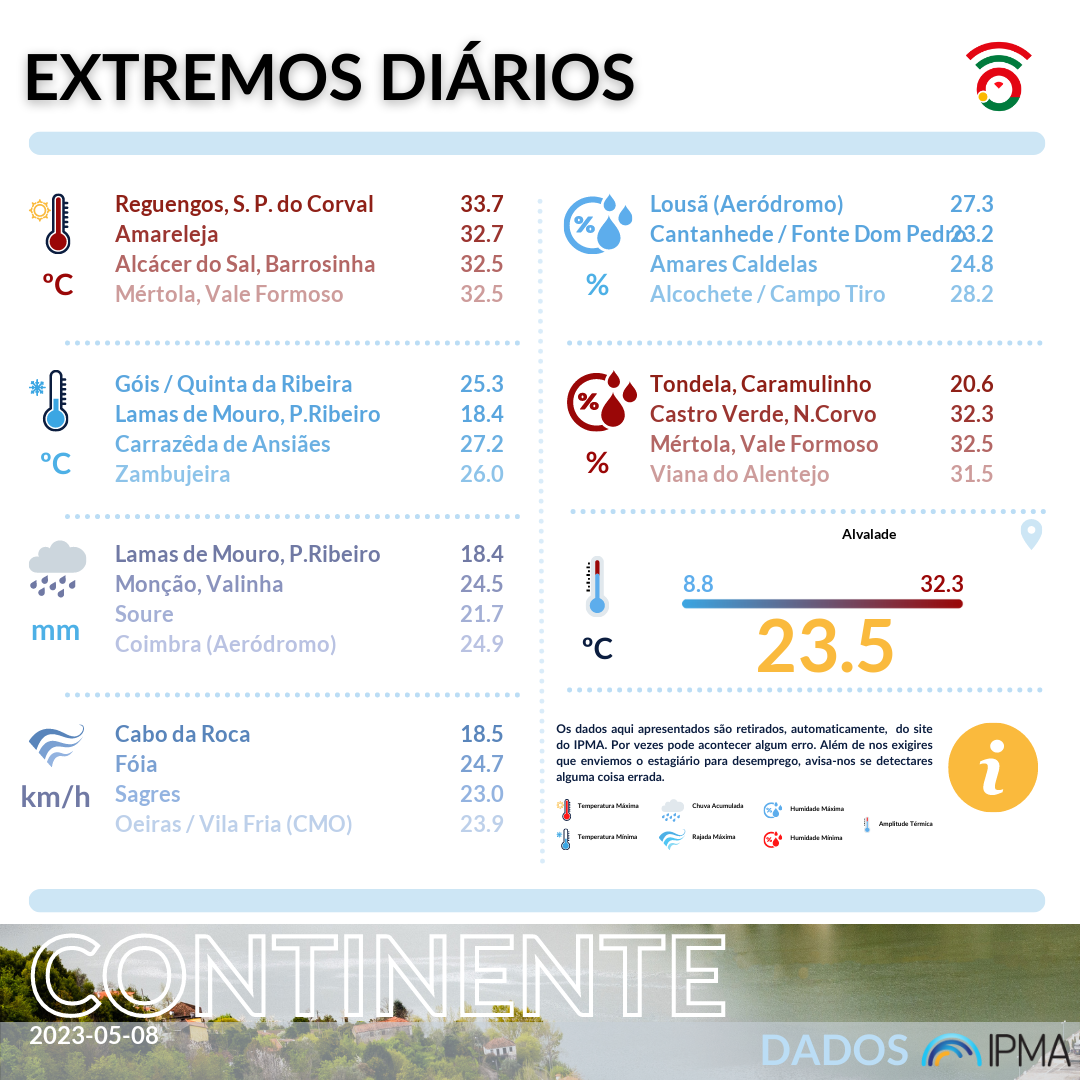 EXTREMOS DIÁRIOS
Reguengos, S. P. do Corval 33.7
Amareleja 32.7
Alcácer do Sal, Barrosinha 32.5
Mértola, Vale Formoso 32.5
ºC
Góis / Quinta da Ribeira 25.3
Lamas de Mouro, P.Ribeiro 18.4
Carrazêda de Ansiães 27.2
Zambujeira 26.0
ºC
Lamas de Mouro, P.Ribeiro 18.4
Monção, Valinha 24.5
Soure 21.7
Coimbra (Aeródromo) 24.9
mm
Cabo da Roca 18.5
Fóia 24.7
Sagres 23.0
Oeiras / Vila Fria (CMO) 23.9
km/h
%
Lousã (Aeródromo) 27.3
Cantanhede / Fonte Dom Pedro 23.2
Amares Caldelas 24.8
Alcochete / Campo Tiro 28.2
%
%
Tondela, Caramulinho 20.6
Castro Verde, N.Corvo 32.3
Mértola, Vale Formoso 32.5
Viana do Alentejo 31.5
%
Alvalade
8.8 32.3
23.5
ºC
Os dados aqui apresentados são retirados, automaticamente, do site
do IPMA. Por vezes pode acontecer algum erro. Além de nos exigires
que enviemos o estagiário para desemprego, avisa-nos se detectares
alguma coisa errada.
i
Temperatura Máxima Chuva Acumulada Humidade Máxima
Amplitude Térmica
Temperatura Mínima Rajada Máxima Humidade Mínima
CONTINENTE
2023-05-08
DADOS IPMA